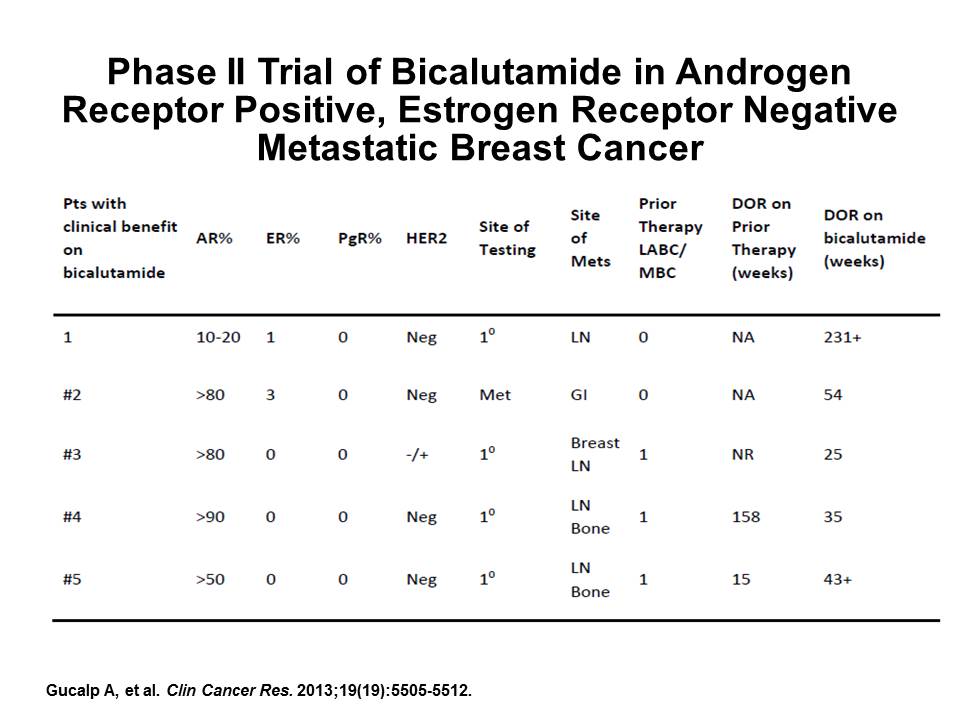 Phase II Trial of Bicalutamide in Androgen
Receptor Positive, Estrogen Receptor Negative
Metastatic Breast Cancer
Pts with clinical benefit on bicalutamide AR% ER% PgR% HER2 Site of Testing Site of Mets Prior Therapy LABC/ MBC DOR on Prior Therapy (weeks) DOR on bicalutamide (weeks)
1 10-20 1 0 Neg 1⁰ LN 0 NA 231+
#2 >80 3 0 Neg Met GI 0 NA 54
#3 >80 0 0 -/+ 1⁰ Breast LN 1 NR 25
#4 >90 0 0 Neg 1⁰ LN Bone 1 158 35
#5 >50 0 0 Neg 1⁰ LN Bone 1 15 43+
Gucalp A, et al. Clin Cancer Res. 2013;19(19):5505-5512.